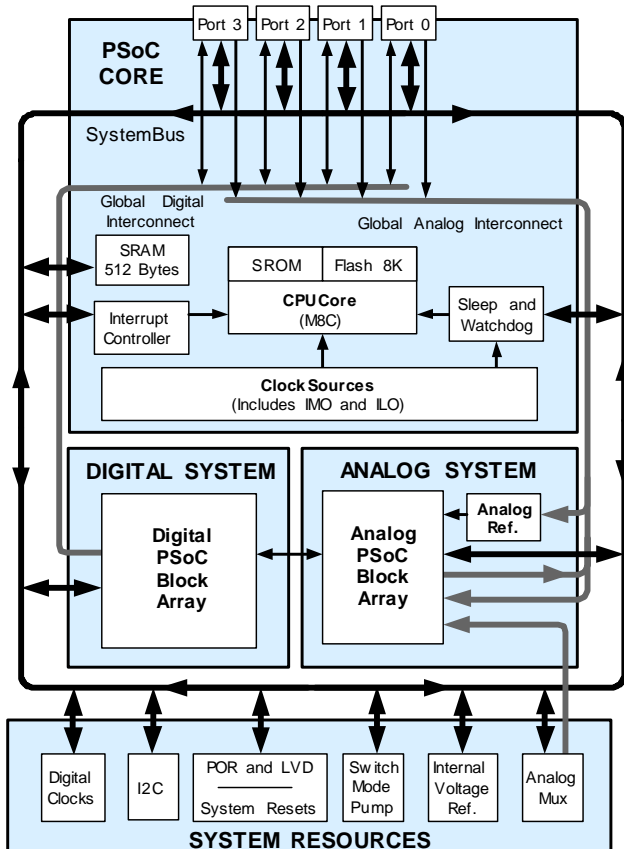 Port 3 Port 2 Port 1 Port 0
PSoC
CORE
SystemBus
Global Digital
Interconnect
Global Analog Interconnect
SRAM
512 Bytes
SROM
Flash 8K
CPU Core
(M8C)
Sleep and
Watchdog
Interrupt
Controller
Clock Sources
(Includes IMO and ILO)
DIGITAL SYSTEM
ANALOG SYSTEM
Digital
PSoC
Block
Array
Analog
PSoC
Block
Array
Analog
Ref.
Digital
Clocks
I2C
POR and LVD
System Resets
Switch
Mode
Pump
Internal
Voltage
Ref.
Analog
Mux
SYSTEM RESOURCES